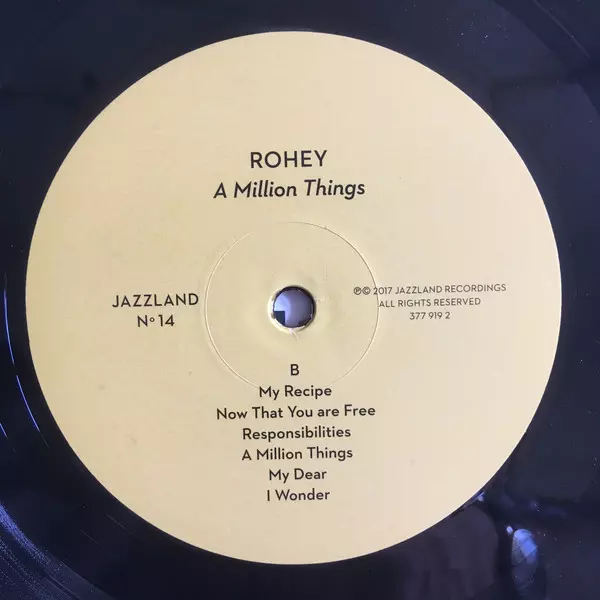 ROHEY
A Million Things
JAZZLAND
Nº 14
℗© 2017 JAZZLAND RECORDINGS
ALL RIGHTS RESERVED
377 919 2
B
My Recipe
Now That You are Free
Responsibilities
A Million Things
My Dear
I Wonder